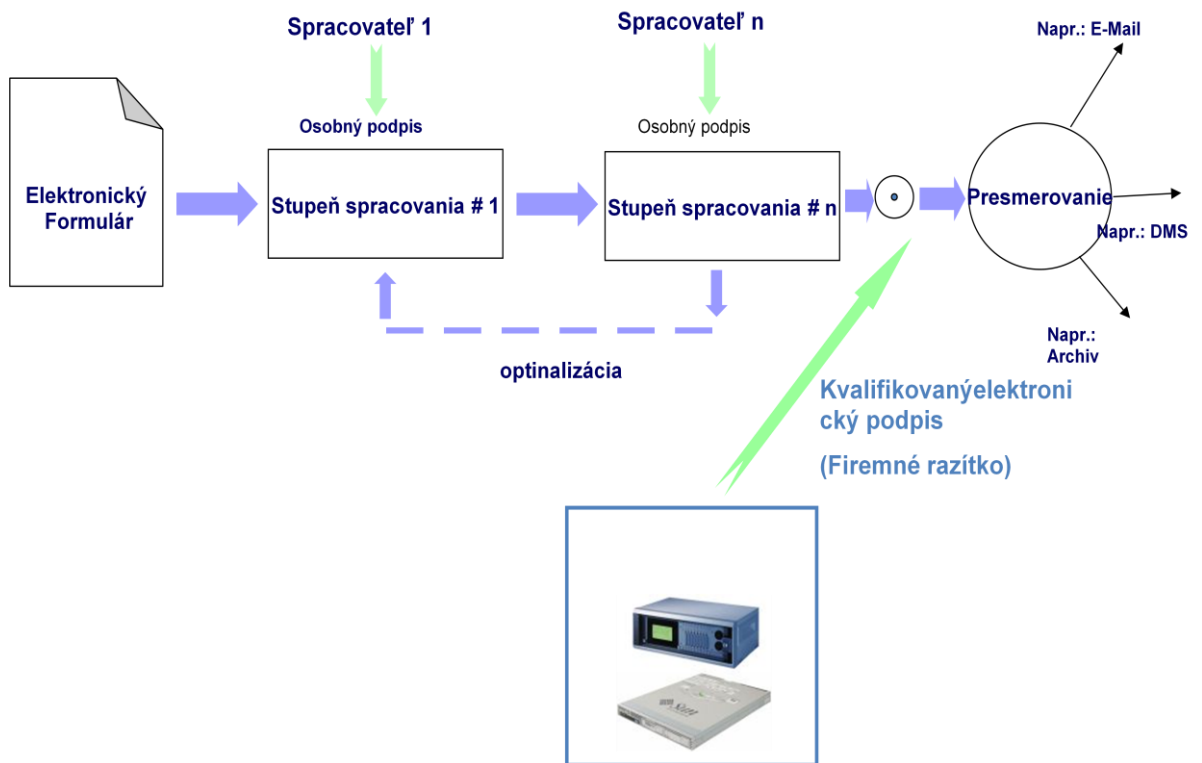 Spracovateľ 1
Spracovateľ n
Napr.: E-Mail
Osobný podpis
Osobný podpis
Elektronický
Formulár
Stupeň spracovania # 1
Stupeň spracovania # n
Presmerovanie
Napr.: DMS
Napr.:
Archiv
optinalizácia
Kvalifikovanýelektroni
cký podpis
(Firemné razítko)
Sun